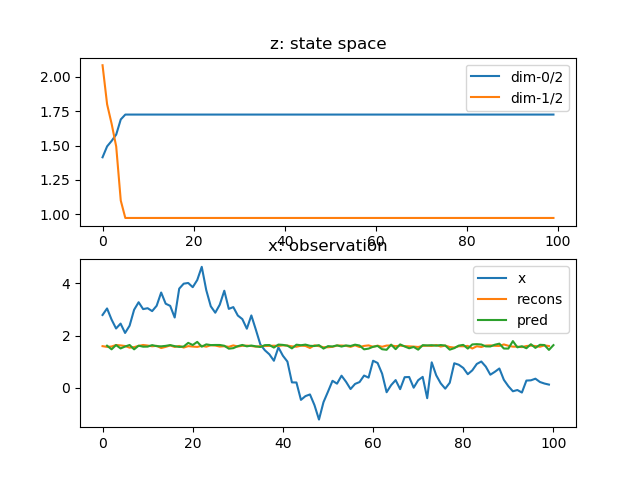 z: state space
2.00
1.75
1.50
1.25
1.00
dim-0/2
dim-1/2
0 20 40 60 80 100
x: observation
4
2
0
x
recons
pred
0 20 40 60 80 100